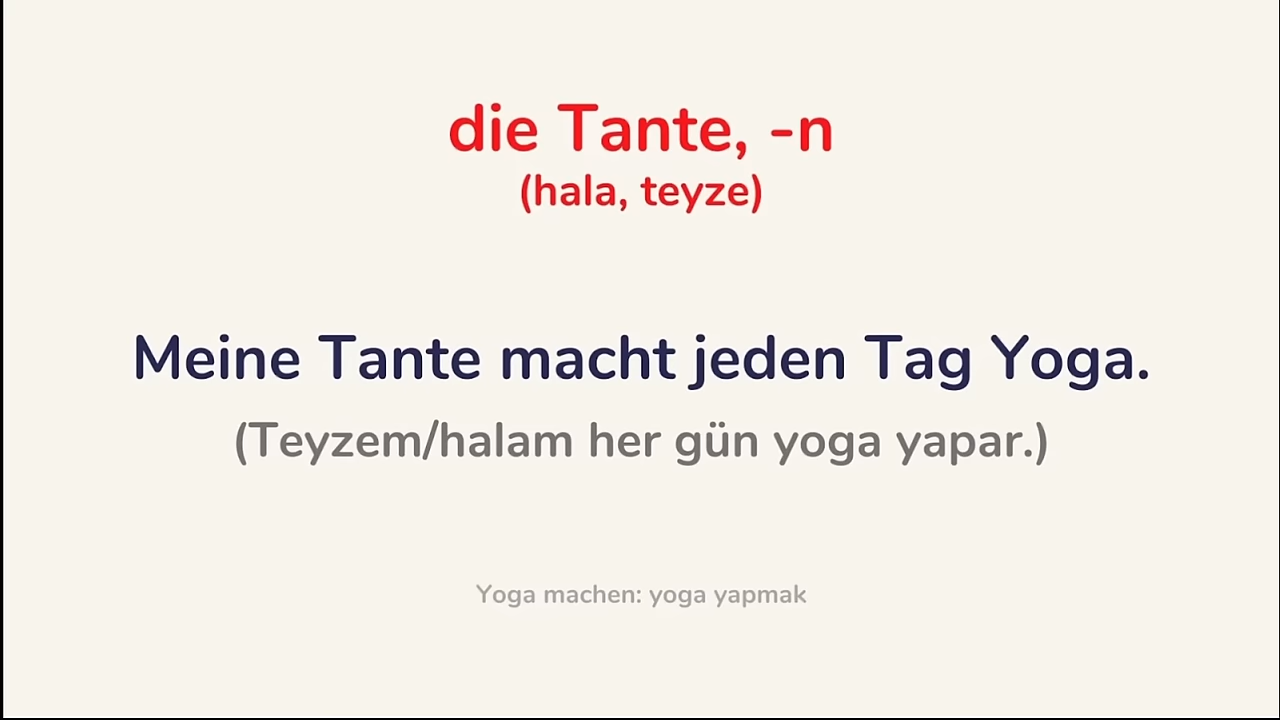 die Tante, -n
(hala, teyze)
Meine Tante macht jeden Tag Yoga.
(Teyzem/halam her gün yoga yapar.)
Yoga machen: yoga yapmak